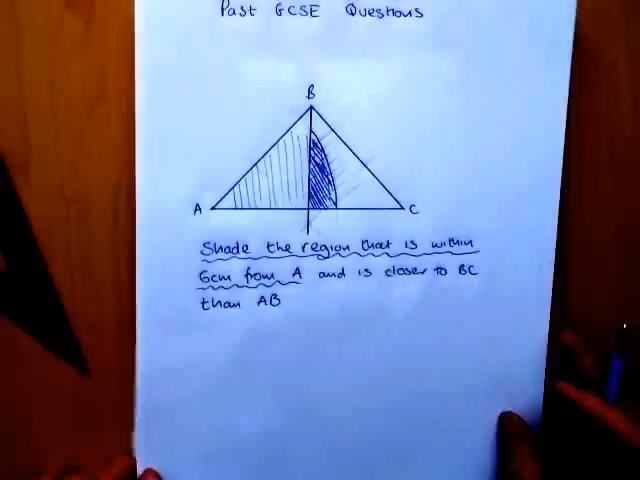 Past GCSE Questions
B
A
C
Shade the region that is within
6cm from A and is closer to BC
than AB